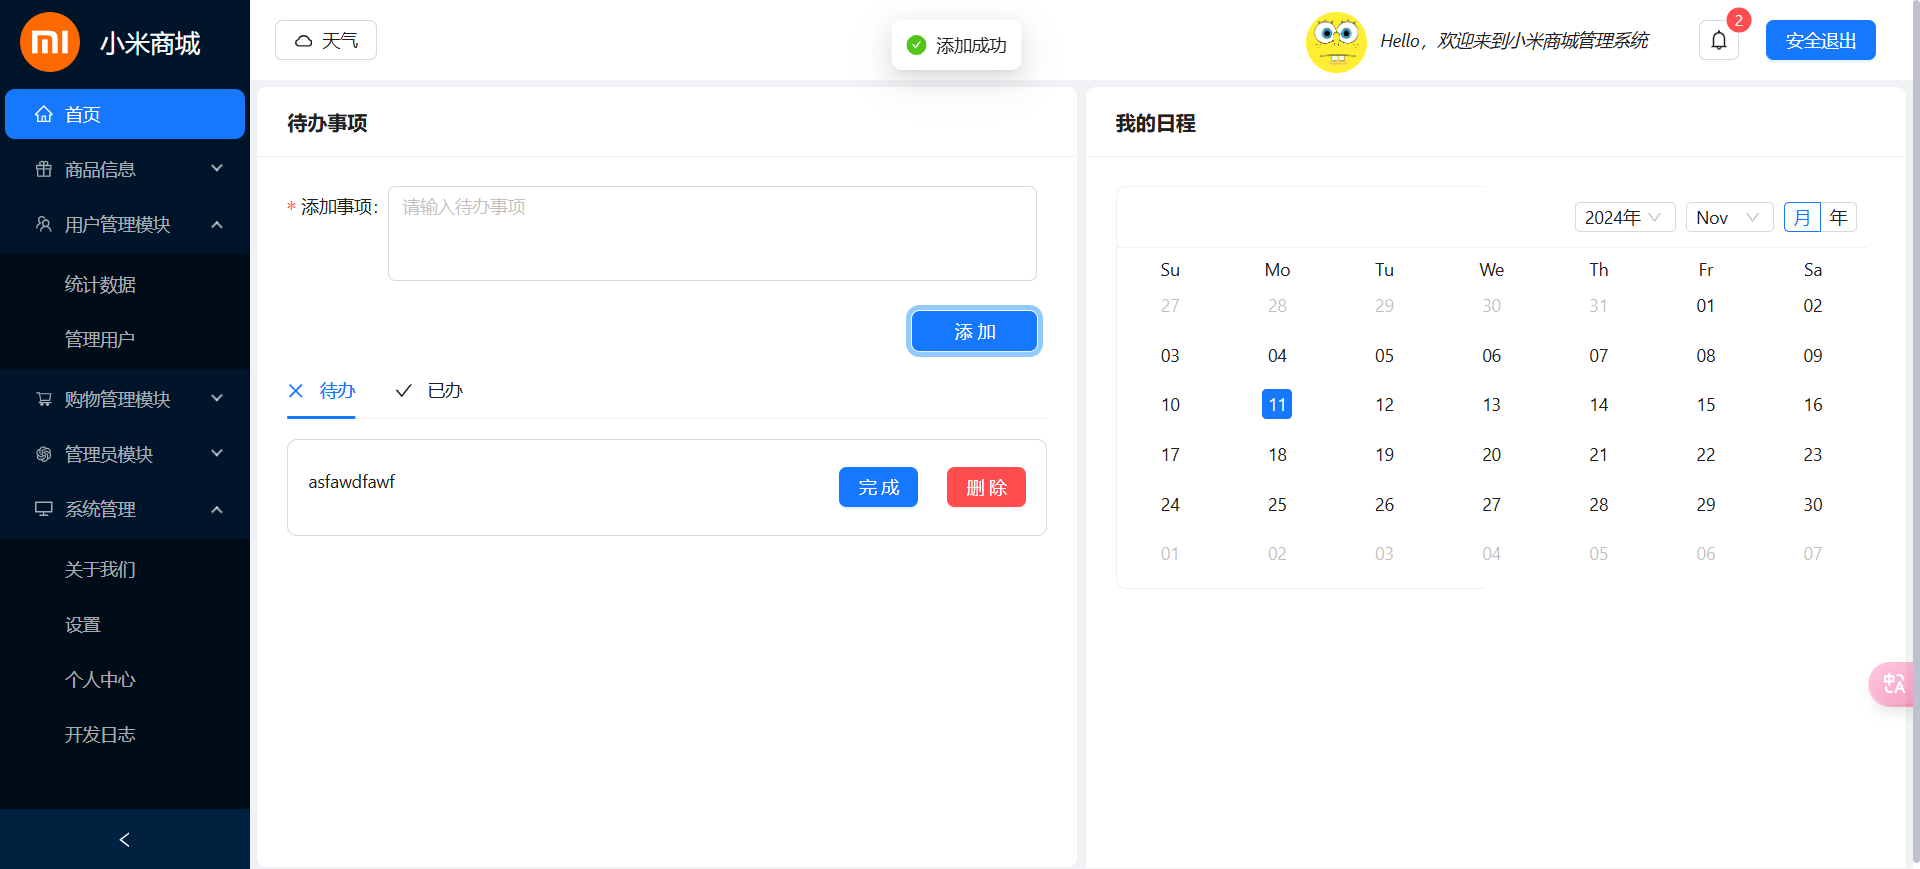 小米商城
天气
添加成功
Hello，欢迎来到小米商城管理系统
2
安全退出
首页
商品信息
用户管理模块
统计数据
管理用户
购物管理模块
管理员模块
系统管理
关于我们
设置
个人中心
开发日志
待办事项
* 添加事项:
请输入待办事项
添 加
待办 已办
asfawdfawf
完 成 删 除
我的日程
2024年 Nov 月 年
Su Mo Tu We Th Fr Sa
27 28 29 30 31 01 02
03 04 05 06 07 08 09
10 11 12 13 14 15 16
17 18 19 20 21 22 23
24 25 26 27 28 29 30
01 02 03 04 05 06 07